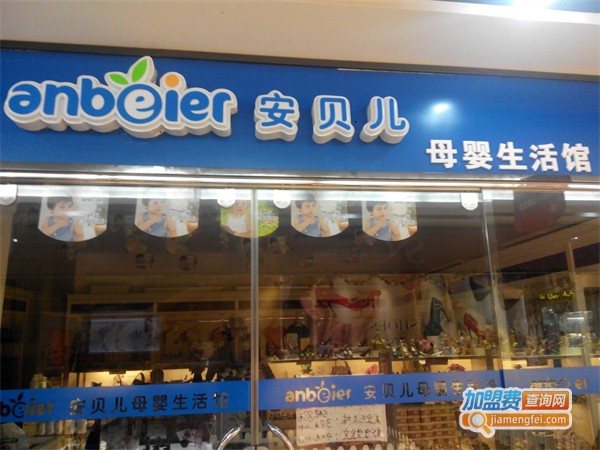 anbeier 安贝儿
母婴生活馆
anbeier 安贝儿母婴生活馆
anbeier 安贝儿母婴生活馆
加盟费查询网
jiamengfei.com